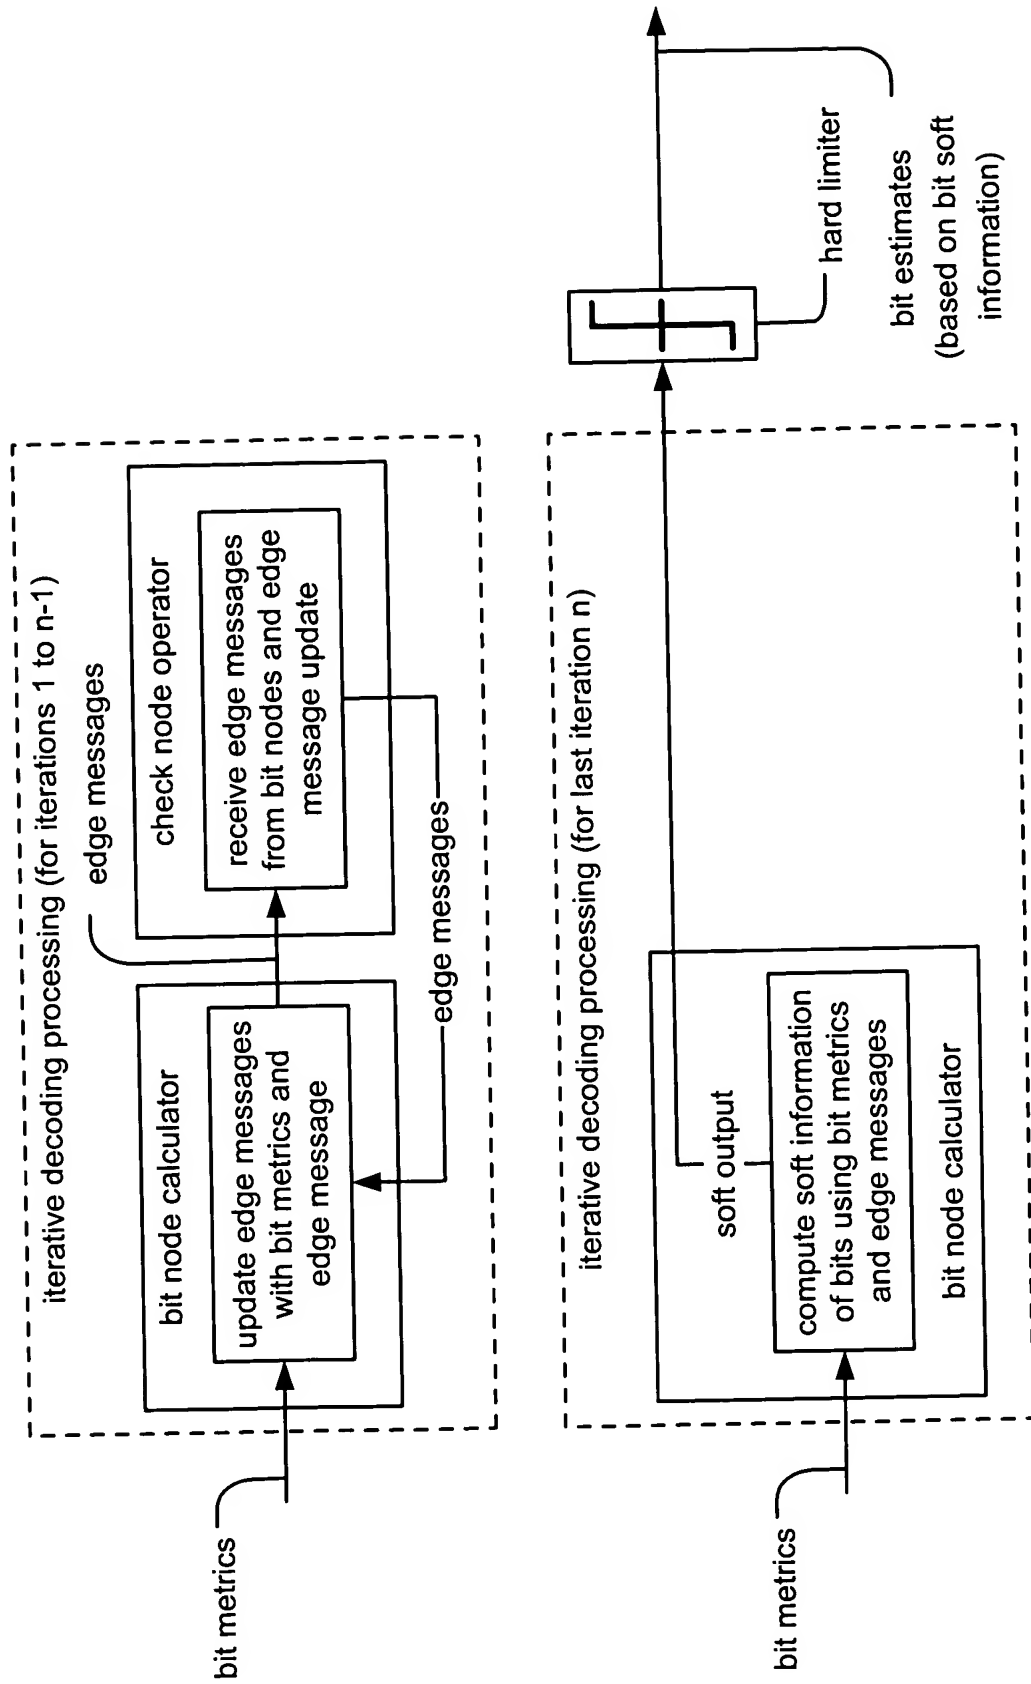 iterative decoding processing (for iterations 1 to n-1)
edge messages
bit node calculator
update edge messages
with bit metrics and
edge message
check node operator
receive edge messages
from bit nodes and edge
message update
edge messages
bit metrics
iterative decoding processing (for last iteration n)
soft output
compute soft information
of bits using bit metrics
and edge messages
bit node calculator
bit metrics
hard limiter
bit estimates
(based on bit soft
information)